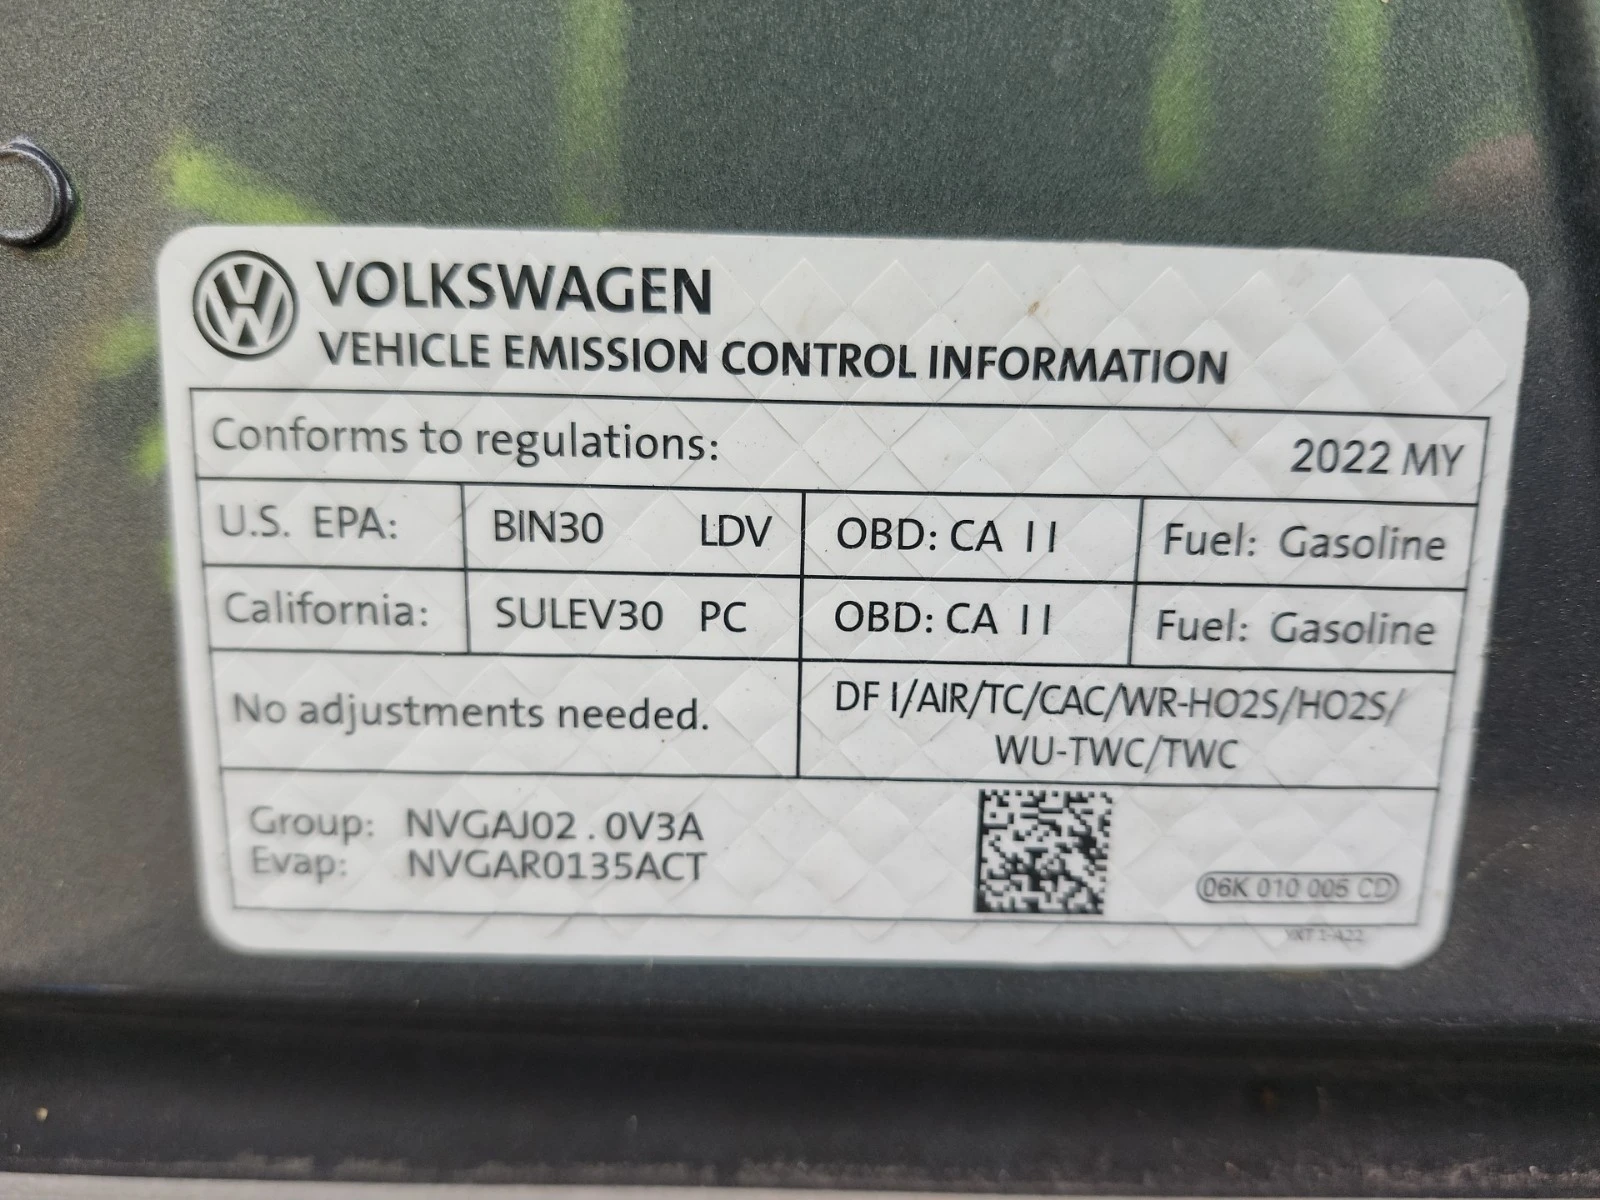 VOLKSWAGEN
VEHICLE EMISSION CONTROL INFORMATION
Conforms to regulations: 2022 MY
U.S. EPA: BIN30 LDV OBD: CA II Fuel: Gasoline
California: SULEV30 PC OBD: CA II Fuel: Gasoline
No adjustments needed.
DF I/AIR/TC/CAC/WR-HO2S/HO2S/
WU-TWC/TWC
Group: NVGAJ02.0V3A
Evap: NVGAR0135ACT
06K 010 005 CD